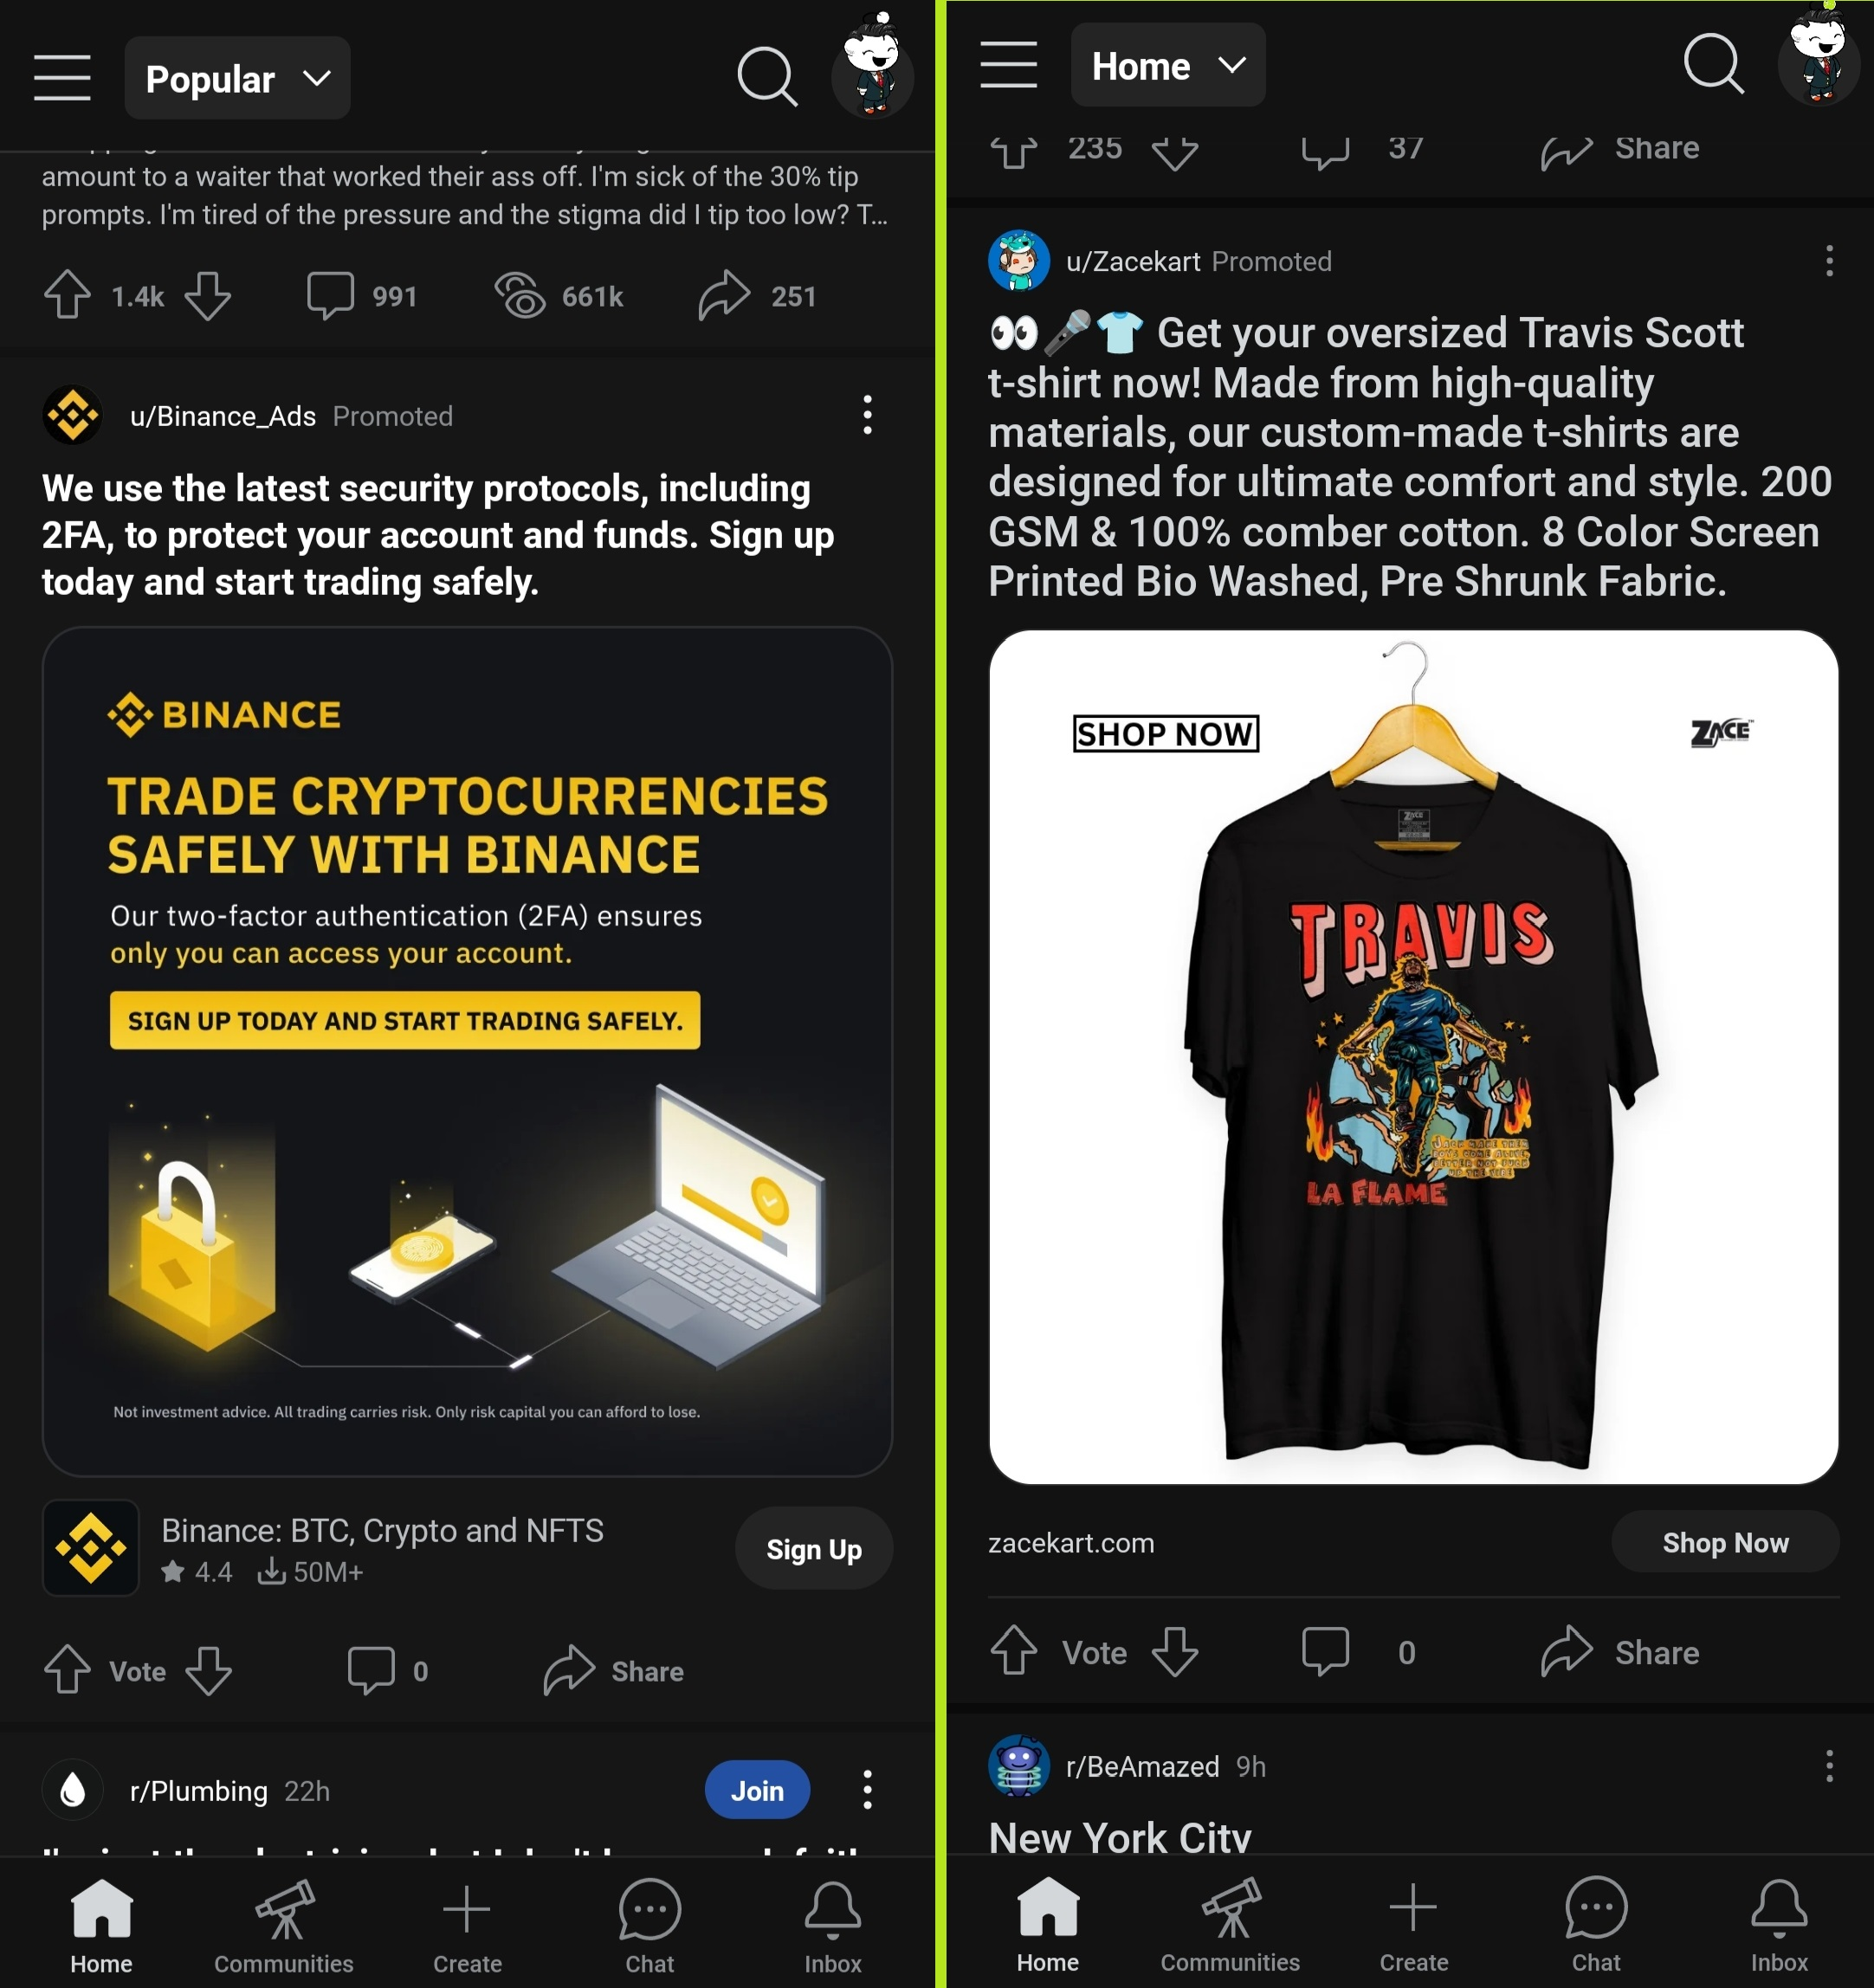 Popular
amount to a waiter that worked their ass off. I'm sick of the 30% tip
prompts. I'm tired of the pressure and the stigma did I tip too low? T...
1.4k 991 661k 251
u/Binance_Ads Promoted
We use the latest security protocols, including
2FA, to protect your account and funds. Sign up
today and start trading safely.
BINANCE
TRADE CRYPTOCURRENCIES
SAFELY WITH BINANCE
Our two-factor authentication (2FA) ensures
only you can access your account.
SIGN UP TODAY AND START TRADING SAFELY.
Not investment advice. All trading carries risk. Only risk capital you can afford to lose.
Binance: BTC, Crypto and NFTS
4.4 50M+
Sign Up
Vote 0 Share
r/Plumbing 22h
Join
Home Communities Create Chat Inbox
Home
235 37 Share
u/Zacekart Promoted
👀🎤👕 Get your oversized Travis Scott
t-shirt now! Made from high-quality
materials, our custom-made t-shirts are
designed for ultimate comfort and style. 200
GSM & 100% comber cotton. 8 Color Screen
Printed Bio Washed, Pre Shrunk Fabric.
SHOP NOW
ZACE™
ZACE
TRAVIS
LA FLAME
zacekart.com
Shop Now
Vote 0 Share
r/BeAmazed 9h
New York City
Home Communities Create Chat Inbox